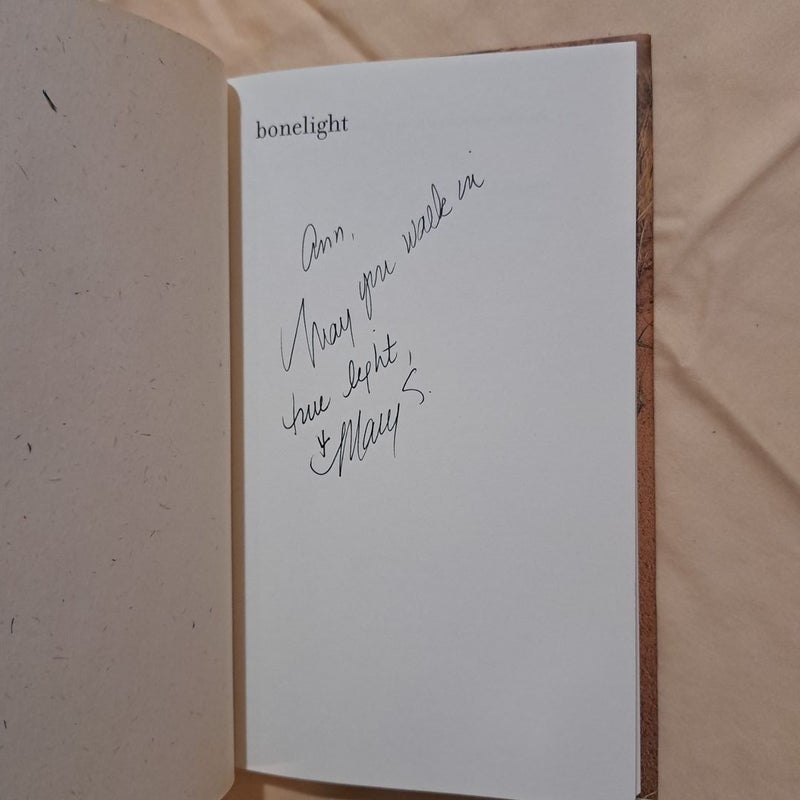 bonelight
Ann,
May you walk in
true light,
Mary S.